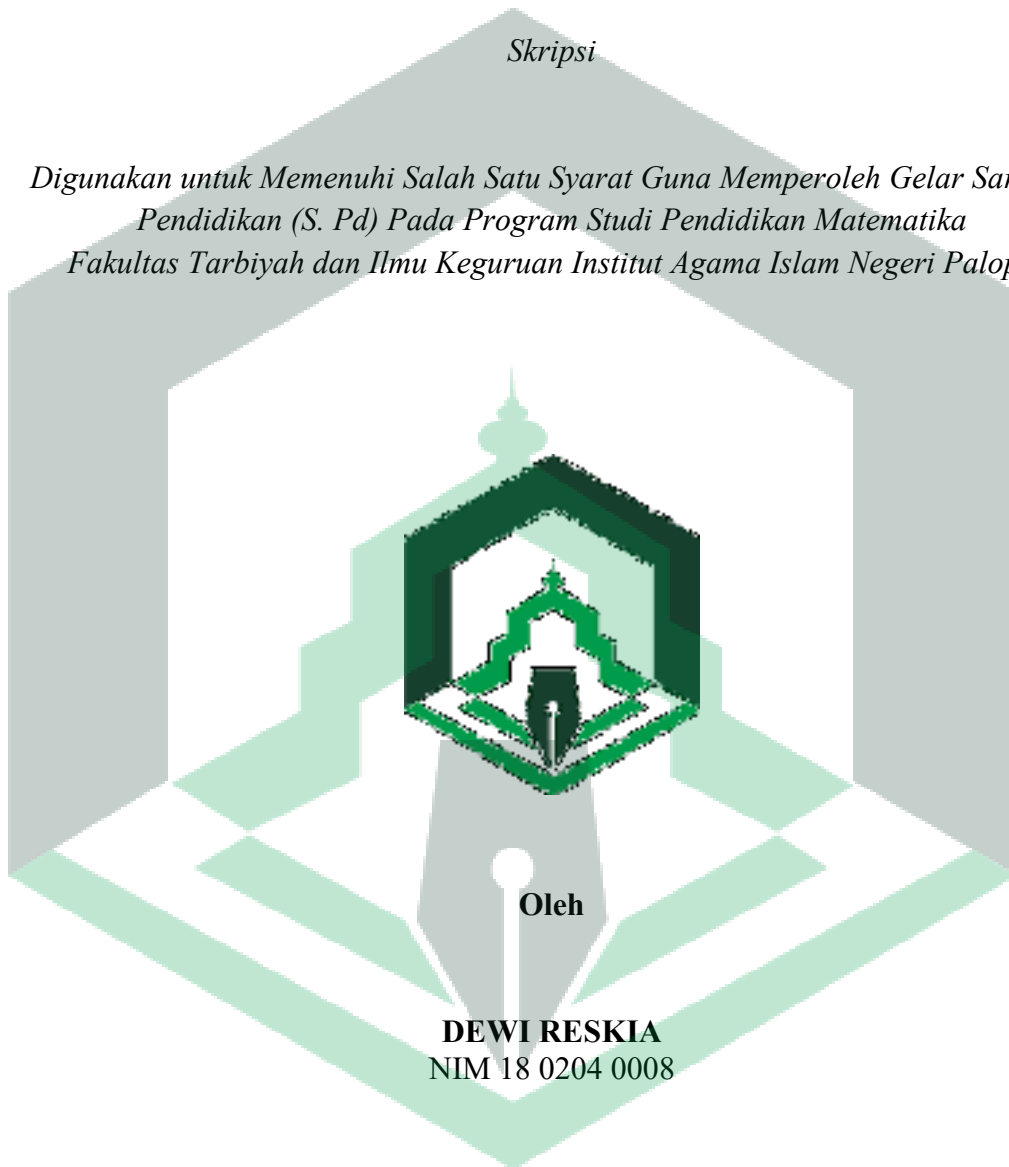 Skripsi
Digunakan untuk Memenuhi Salah Satu Syarat Guna Memperoleh Gelar
Pendidikan (S. Pd) Pada Program Studi Pendidikan Matematika
Fakultas Tarbiyah dan Ilmu Keguruan Institut Agama Islam Negeri
Oleh
DEWI RESKIA
NIM 18 0204 0008